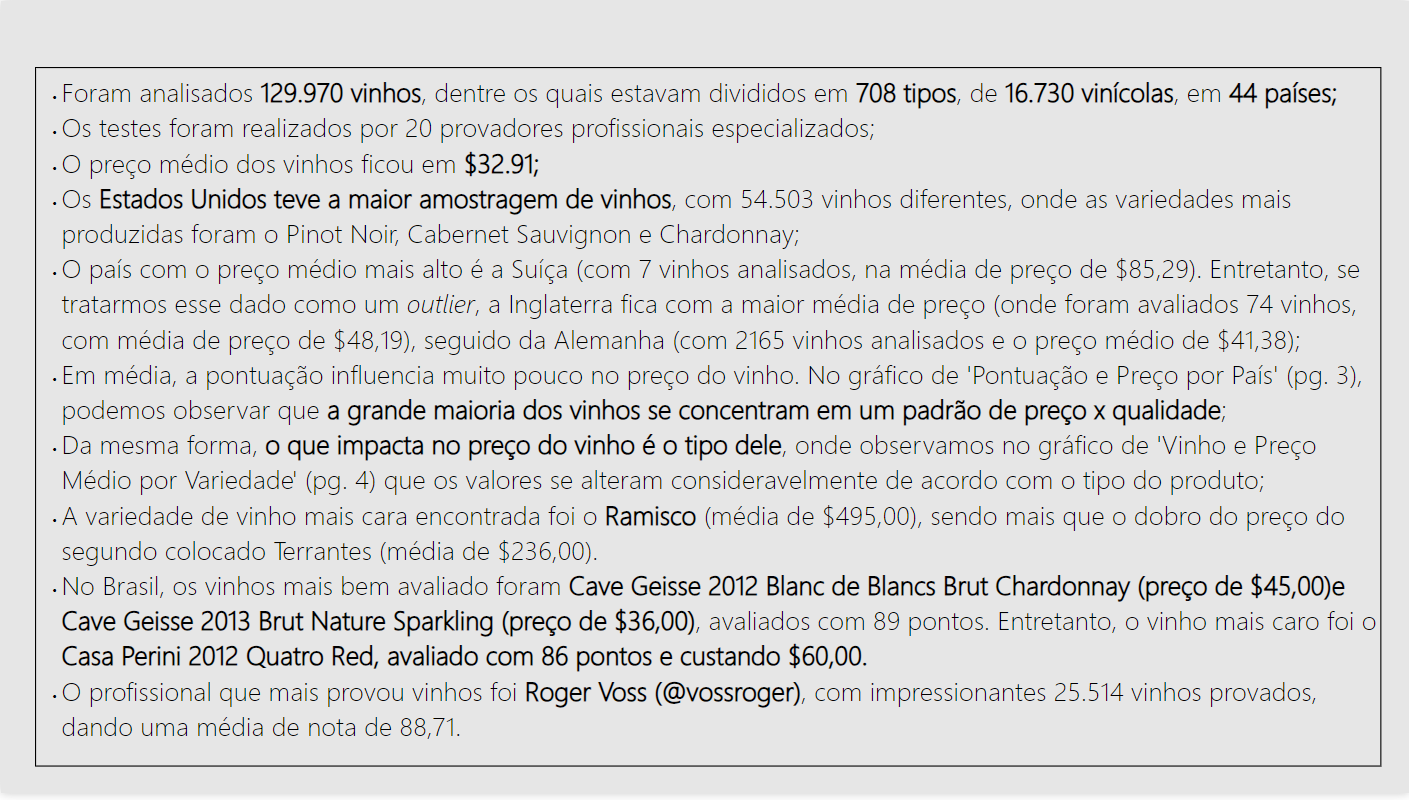 • Foram analisados 129.970 vinhos, dentre os quais estavam divididos em 708 tipos, de 16.730 vinícolas, em 44 países;
• Os testes foram realizados por 20 provadores profissionais especializados;
• O preço médio dos vinhos ficou em $32.91;
• Os Estados Unidos teve a maior amostragem de vinhos, com 54.503 vinhos diferentes, onde as variedades mais
produzidas foram o Pinot Noir, Cabernet Sauvignon e Chardonnay;
• O país com o preço médio mais alto é a Suíça (com 7 vinhos analisados, na média de preço de $85,29). Entretanto, se
tratarmos esse dado como um outlier, a Inglaterra fica com a maior média de preço (onde foram avaliados 74 vinhos,
com média de preço de $48,19), seguido da Alemanha (com 2165 vinhos analisados e o preço médio de $41,38);
• Em média, a pontuação influencia muito pouco no preço do vinho. No gráfico de 'Pontuação e Preço por País' (pg. 3),
podemos observar que a grande maioria dos vinhos se concentram em um padrão de preço x qualidade;
• Da mesma forma, o que impacta no preço do vinho é o tipo dele, onde observamos no gráfico de 'Vinho e Preço
Médio por Variedade' (pg. 4) que os valores se alteram consideravelmente de acordo com o tipo do produto;
• A variedade de vinho mais cara encontrada foi o Ramisco (média de $495,00), sendo mais que o dobro do preço do
segundo colocado Terrantes (média de $236,00).
• No Brasil, os vinhos mais bem avaliado foram Cave Geisse 2012 Blanc de Blancs Brut Chardonnay (preço de $45,00)e
Cave Geisse 2013 Brut Nature Sparkling (preço de $36,00), avaliados com 89 pontos. Entretanto, o vinho mais caro foi o
Casa Perini 2012 Quatro Red, avaliado com 86 pontos e custando $60,00.
• O profissional que mais provou vinhos foi Roger Voss (@vossroger), com impressionantes 25.514 vinhos provados,
dando uma média de nota de 88,71.